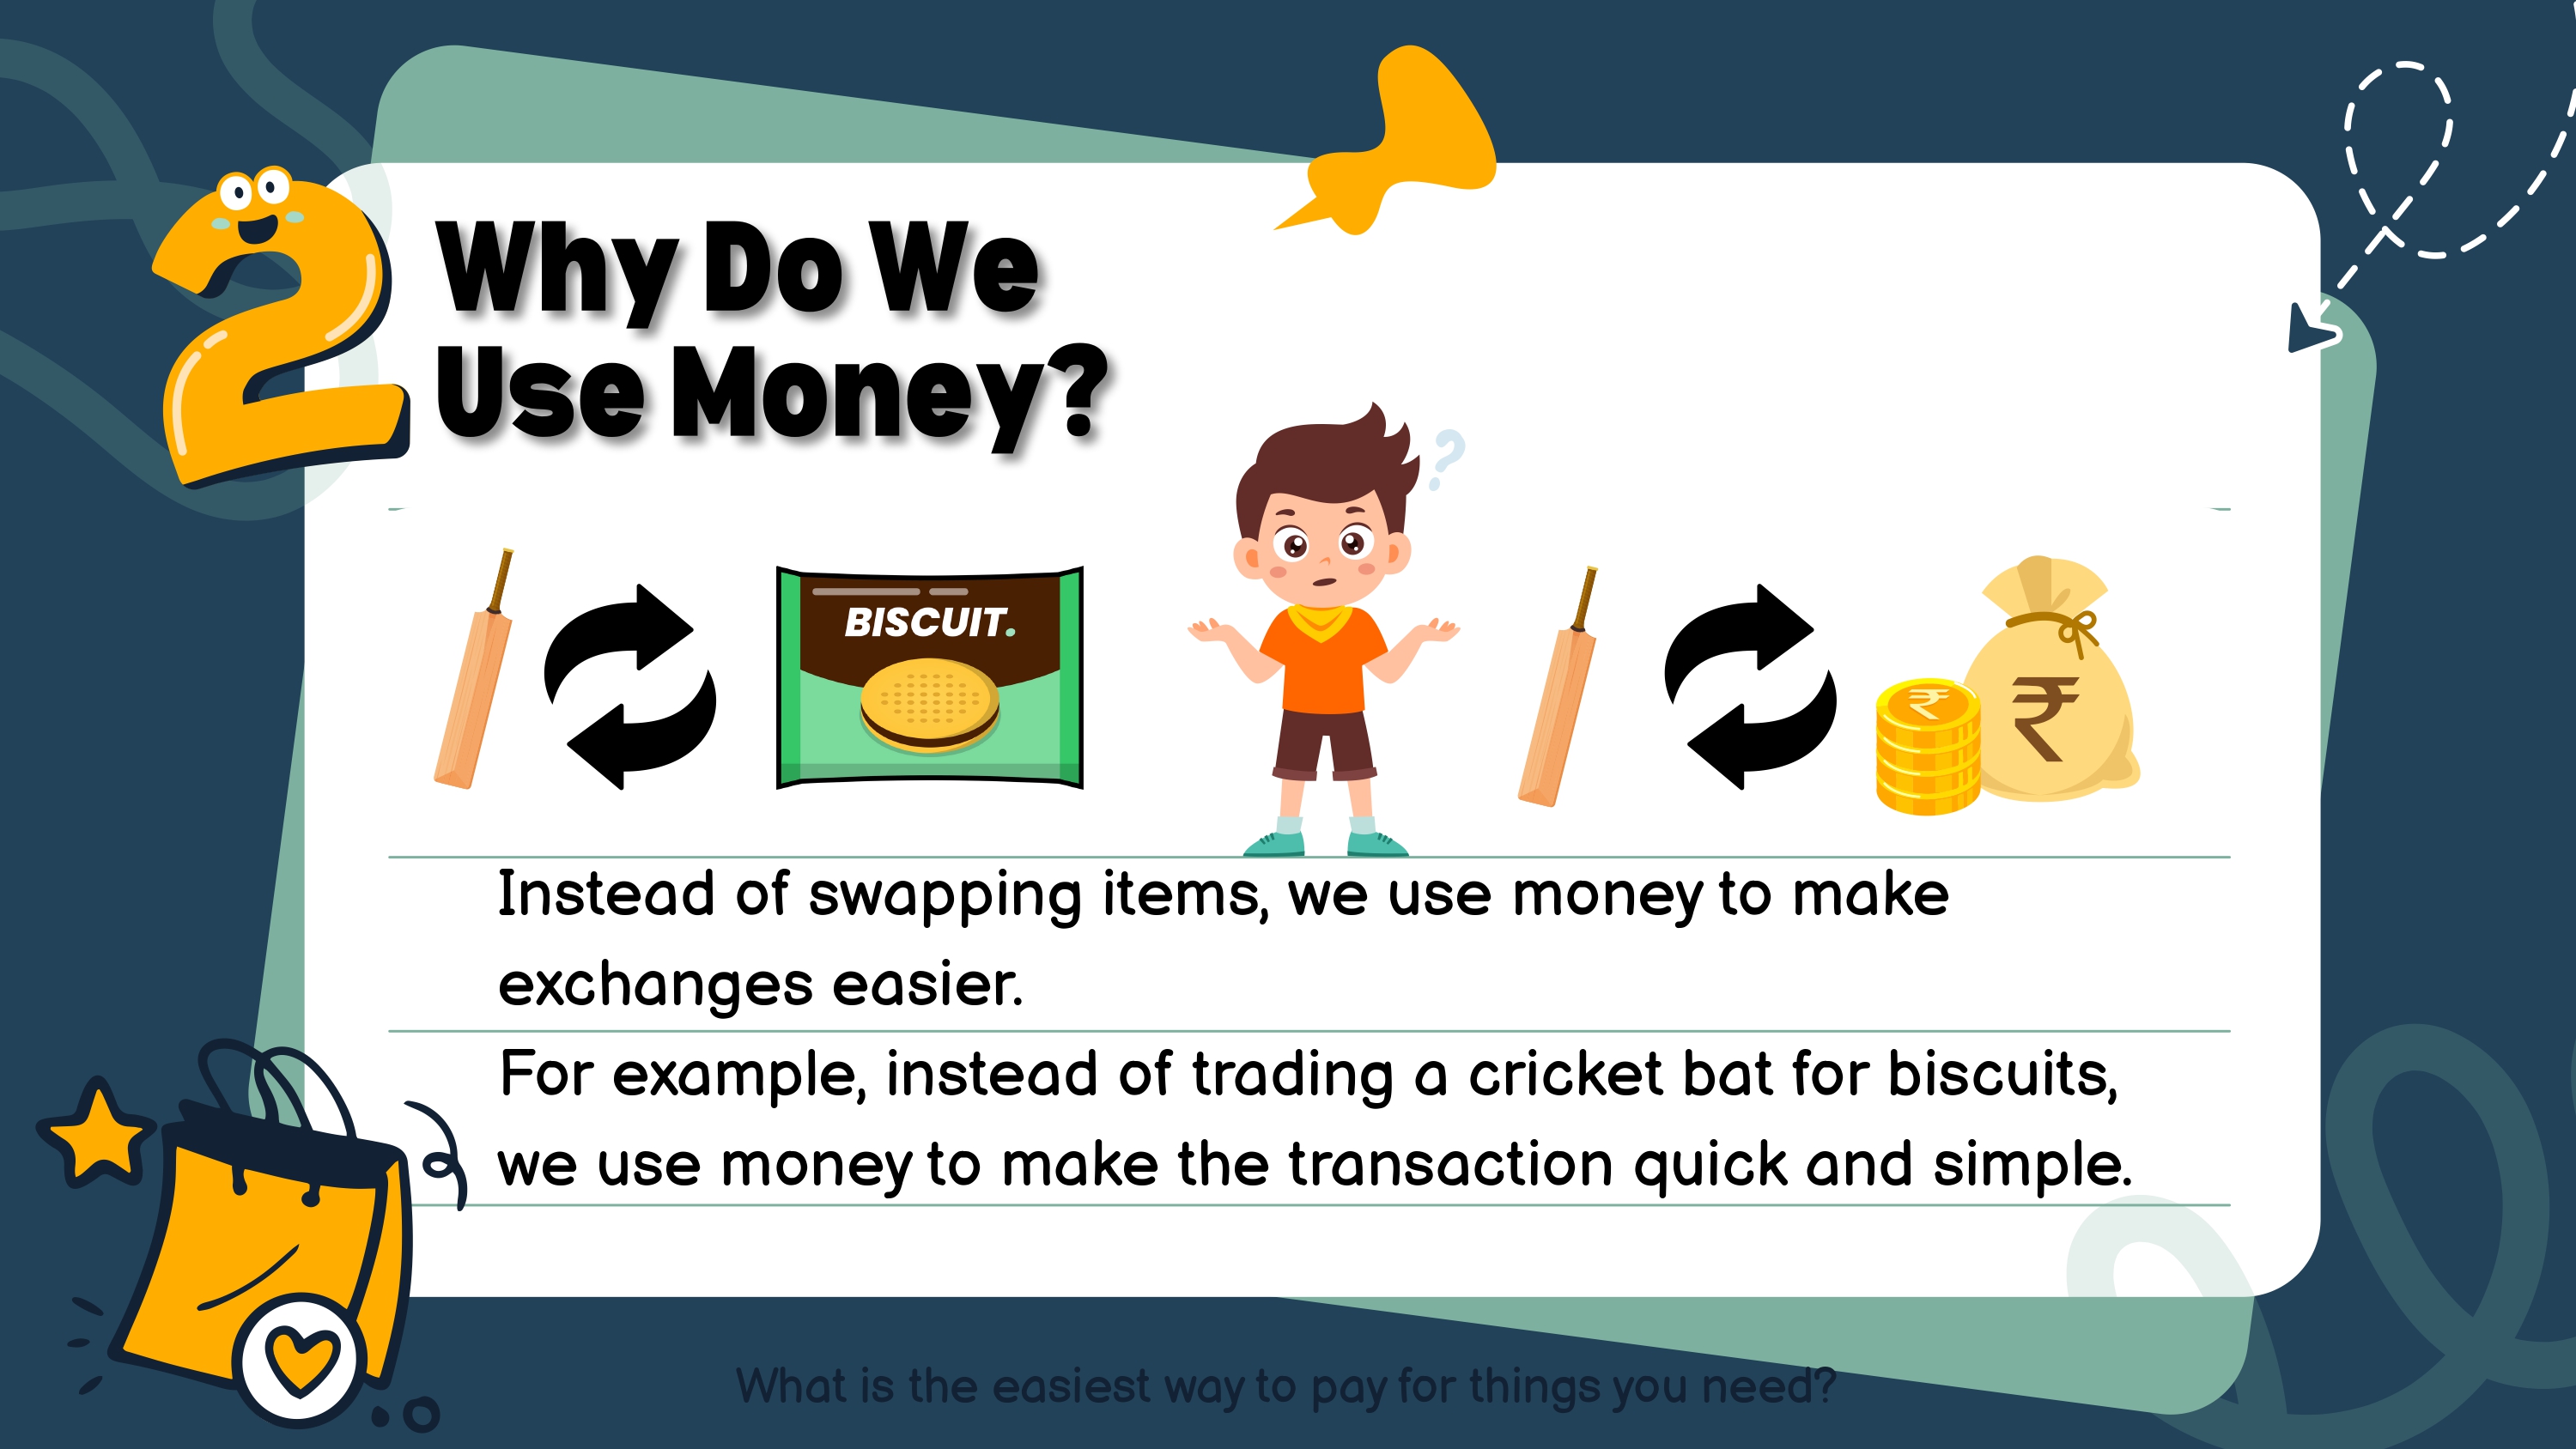 2
Why Do We
Use Money?
?
BISCUIT.
₹
₹
Instead of swapping items, we use money to make
exchanges easier.
For example, instead of trading a cricket bat for biscuits,
we use money to make the transaction quick and simple.
What is the easiest way to pay for things you need?